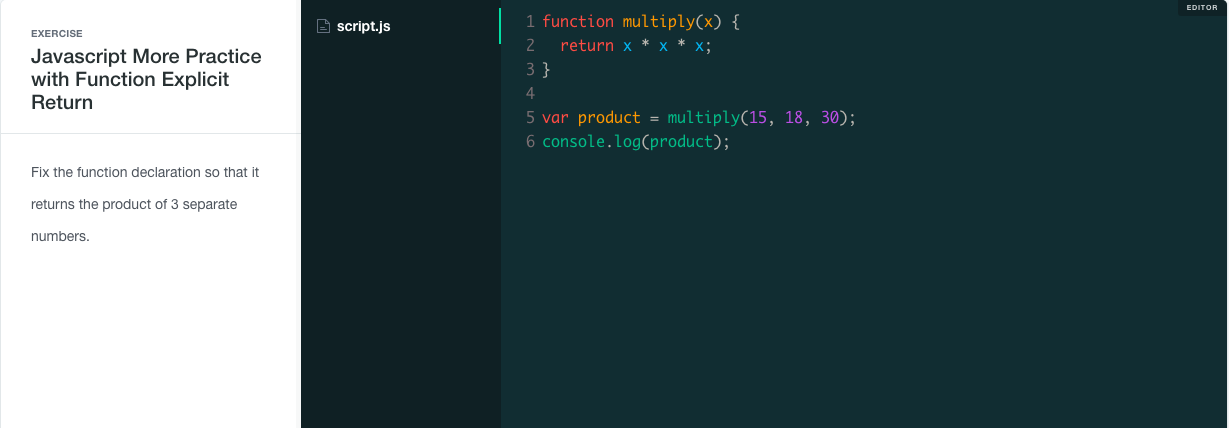 EXERCISE
Javascript More Practice
with Function Explicit
Return
Fix the function declaration so that it
returns the product of 3 separate
numbers.
script.js
EDITOR
1 function multiply(x) {
2   return x * x * x;
3 }
4
5 var product = multiply(15, 18, 30);
6 console.log(product);